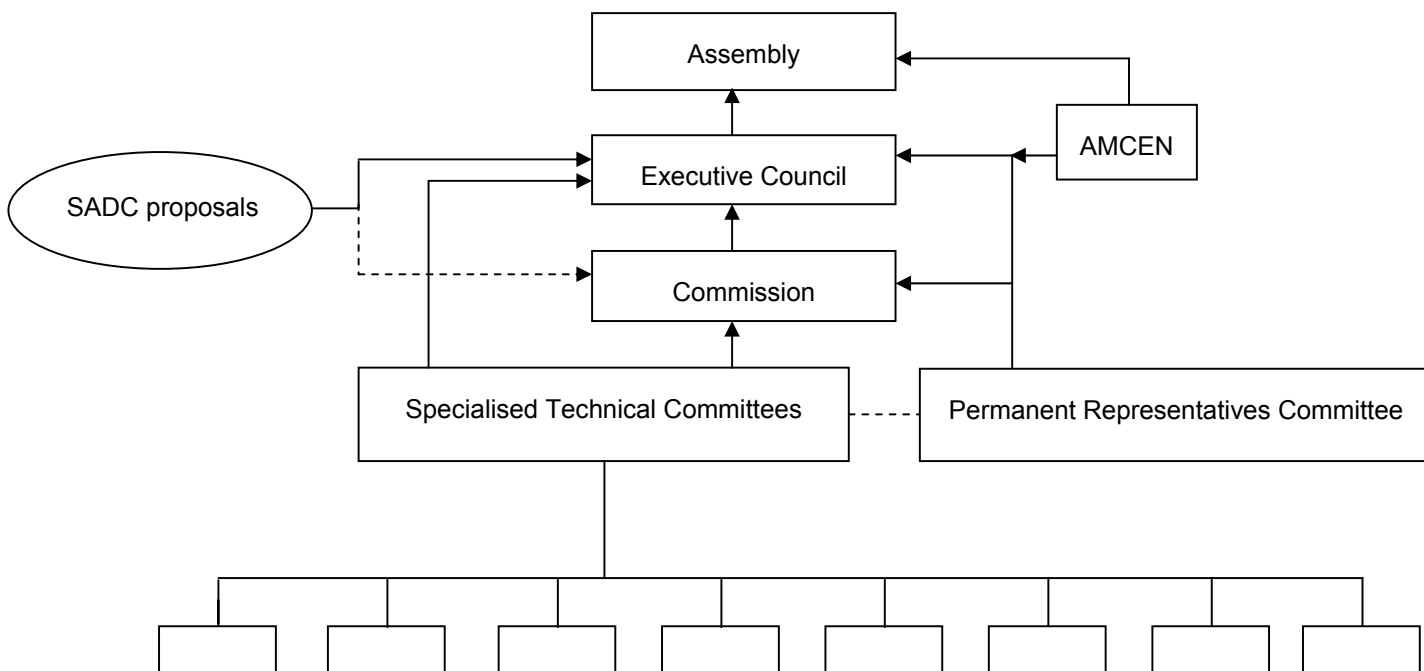 Assembly
AMCEN
Executive Council
SADC proposals
Commission
Specialised Technical Committees
Permanent Representatives Committee